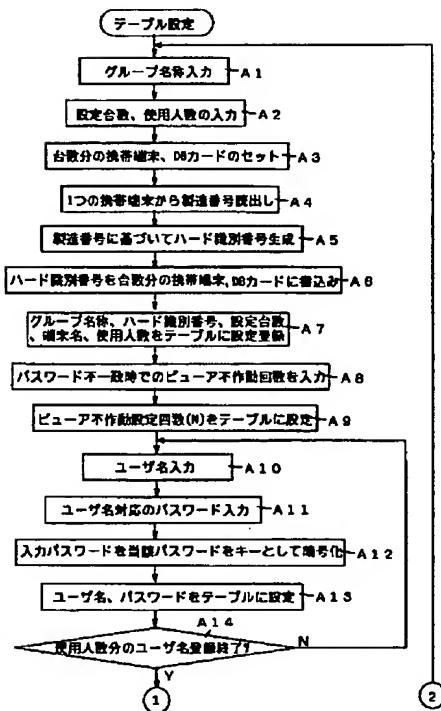 テーブル設定
グループ名称入力 A1
設定台数、使用人数の入力 A2
台数分の携帯端末、DBカードのセット A3
1つの携帯端末から製造番号読出し A4
製造番号に基づいてハード識別番号生成 A5
ハード識別番号を台数分の携帯端末、DBカードに書込み A6
グループ名称、ハード識別番号、設定台数
、端末名、使用人数をテーブルに設定登録 A7
パスワード不一致時でのビューア不作動回数を入力 A8
ビューア不作動設定回数(N)をテーブルに設定 A9
ユーザ名入力 A10
ユーザ名対応のパスワード入力 A11
入力パスワードを当該パスワードをキーとして暗号化 A12
ユーザ名、パスワードをテーブルに設定 A13
A14
使用人数分のユーザ名登録終了? N
Y
1
2